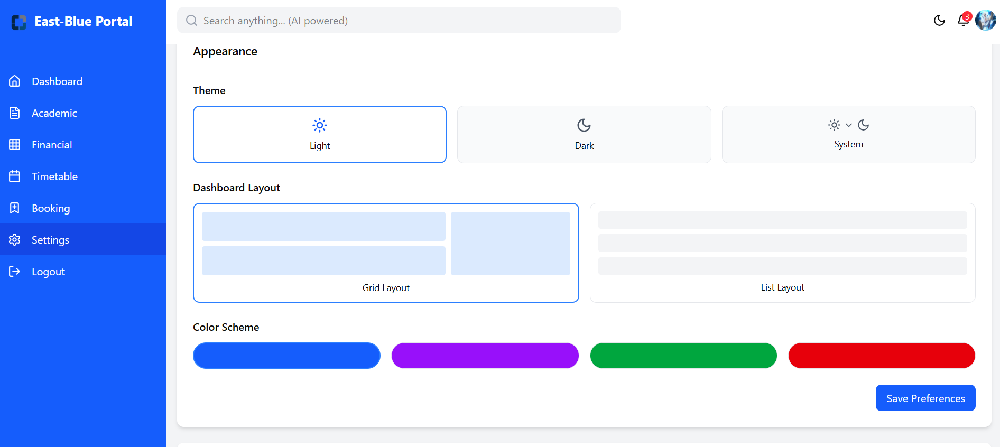 East-Blue Portal
Search anything... (AI powered)
3
Dashboard
Academic
Financial
Timetable
Booking
Settings
Logout
Appearance
Theme
Light
Dark
System
Dashboard Layout
Grid Layout
List Layout
Color Scheme
Save Preferences